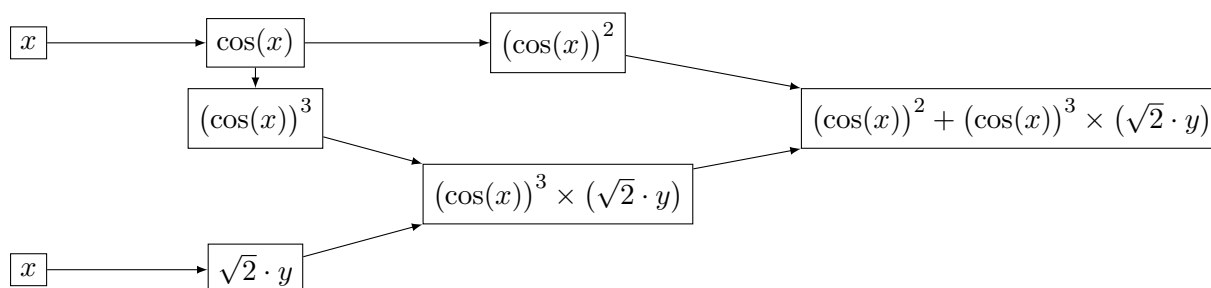 x
cos(x)
(cos(x))²
(cos(x))³
(cos(x))² + (cos(x))³ × (√2 · y)
(cos(x))³ × (√2 · y)
x
√2 · y